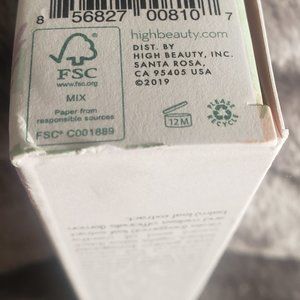 8 56827 00810 7
highbeauty.com
DIST. BY
HIGH BEAUTY, INC.
SANTA ROSA,
CA 95405 USA
©2019
FSC
www.fsc.org
MIX
Paper from
responsible sources
FSC® C001889
12M
PLEASE
RECYCLE